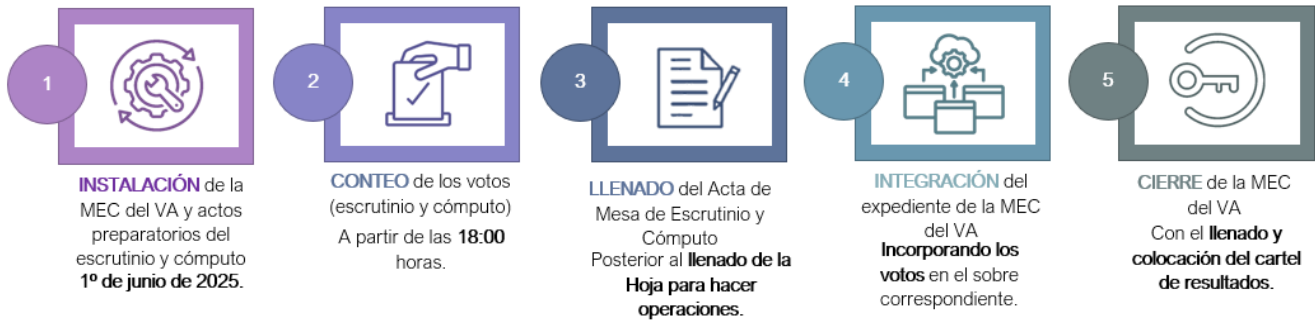 1
INSTALACIÓN de la
MEC del VA y actos
preparatorios del
escrutinio y cómputo
1º de junio de 2025.
2
CONTEO de los votos
(escrutinio y cómputo)
A partir de las 18:00
horas.
3
LLENADO del Acta de
Mesa de Escrutinio y
Cómputo
Posterior al llenado de la
Hoja para hacer
operaciones.
4
INTEGRACIÓN del
expediente de la MEC
del VA
Incorporando los
votos en el sobre
correspondiente.
5
CIERRE de la MEC
del VA
Con el llenado y
colocación del cartel
de resultados.